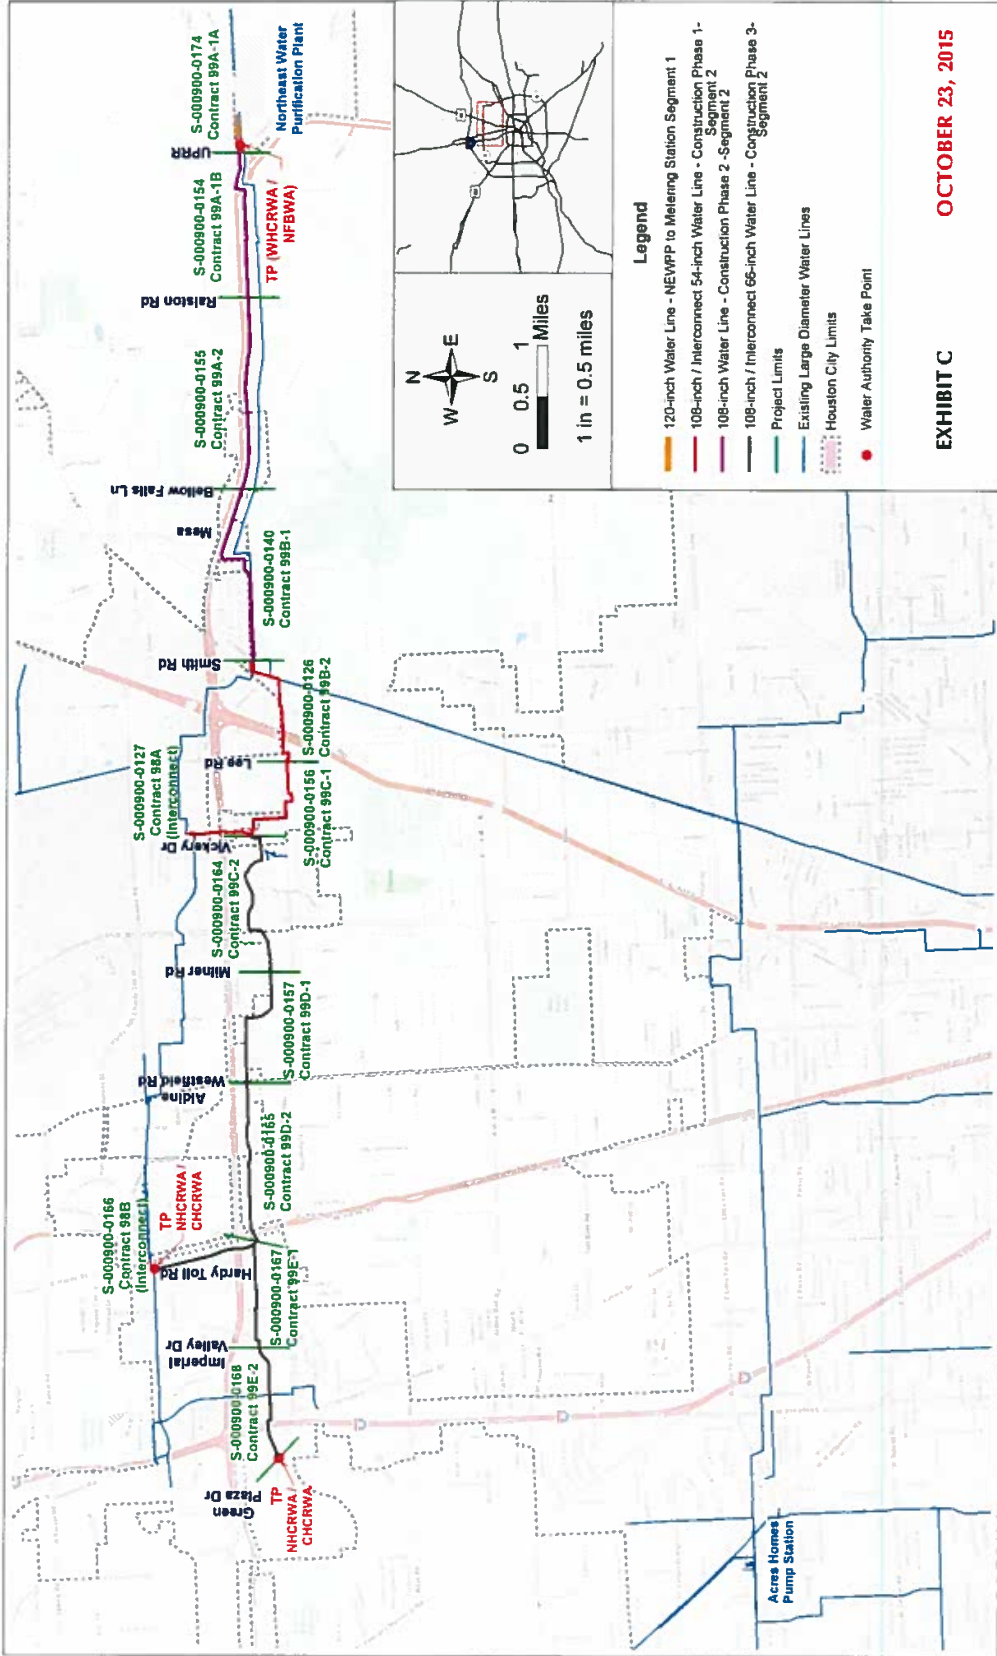 S-000900-0168
Contract 99E-2
Green
Plaza Dr
TP
NHCRWA /
CHCRWA
Imperial
Valley Dr
S-000900-0167
Contract 99E-1
Hardy Toll Rd
S-000900-0166
Contract 98B
(Interconnect)
TP
NHCRWA /
CHCRWA
S-000900-0165
Contract 99D-2
Aldine
Westfield Rd
S-000900-0157
Contract 99D-1
Milner Rd
S-000900-0164
Contract 99C-2
Vickery Dr
S-000900-0127
Contract 98A
(Interconnect)
S-000900-0156
Contract 99C-1
Lee Rd
S-000900-0126
Contract 99B-2
Smith Rd
S-000900-0140
Contract 99B-1
Mesa
Bellow Falls Ln
S-000900-0155
Contract 99A-2
Ralston Rd
S-000900-0154
Contract 99A-1B
TP (WHCRWA /
NFBWA)
UPRR
S-000900-0174
Contract 99A-1A
Northeast Water
Purification Plant
Acres Homes
Pump Station
N
W
E
S
0 0.5 1
Miles
1 in = 0.5 miles
Legend
120-inch Water Line - NEWPP to Metering Station Segment 1
108-inch / Interconnect 54-inch Water Line - Construction Phase 1-
Segment 2
108-inch Water Line - Construction Phase 2 -Segment 2
108-inch / Interconnect 66-inch Water Line - Construction Phase 3-
Segment 2
Project Limits
Existing Large Diameter Water Lines
Houston City Limits
Water Authority Take Point
EXHIBIT C
OCTOBER 23, 2015